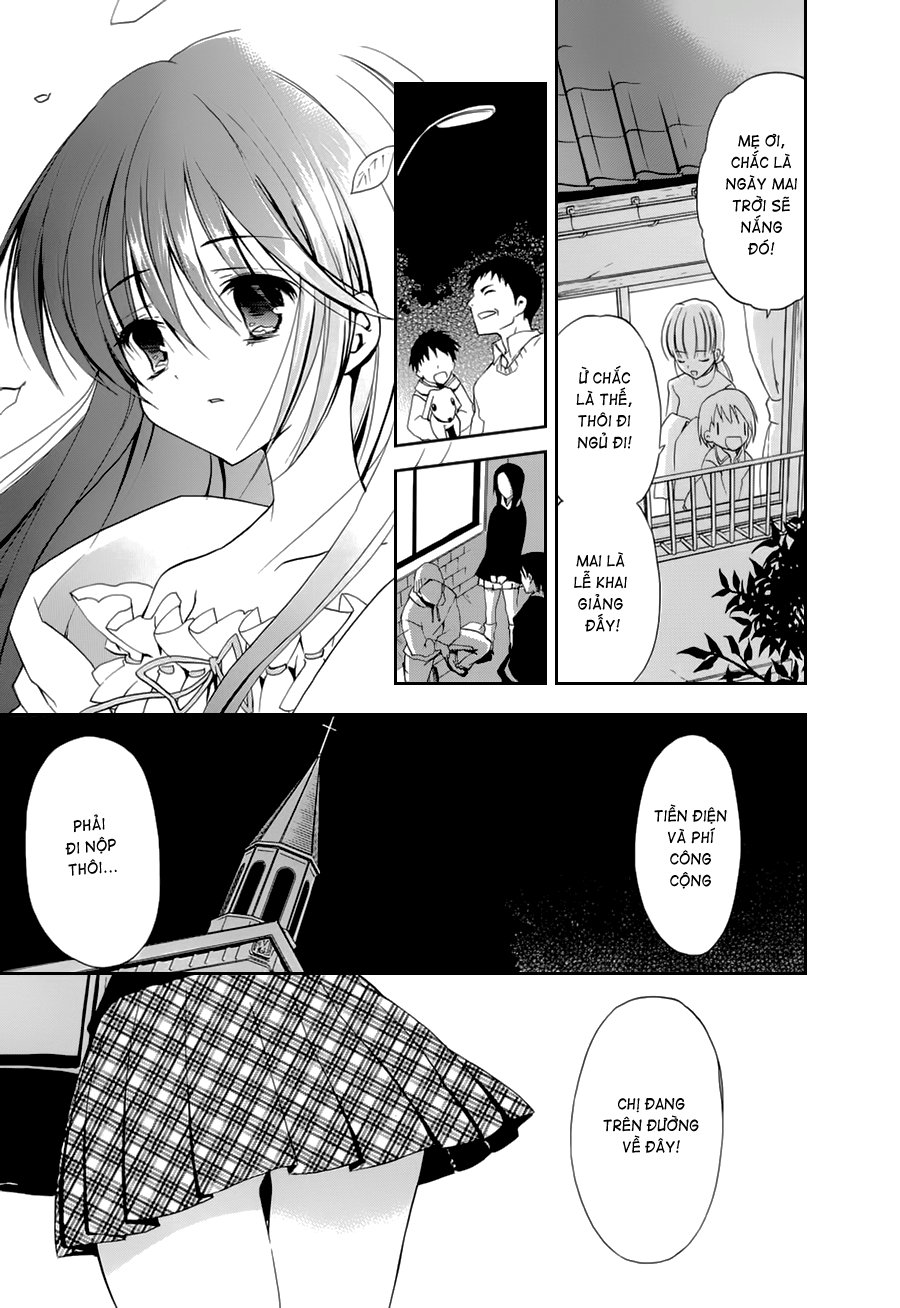 MẸ ƠI,
CHẮC LÀ
NGÀY MAI
TRỜI SẼ
NẮNG
ĐÓ!
Ừ CHẮC
LÀ THẾ,
THÔI ĐI
NGỦ ĐI!
MAI LÀ
LỄ KHAI
GIẢNG
ĐẤY!
TIỀN ĐIỆN
VÀ PHÍ
CÔNG
CỘNG
PHẢI
ĐI NỘP
THÔI...
CHỊ ĐANG
TRÊN ĐƯỜNG
VỀ ĐÂY!